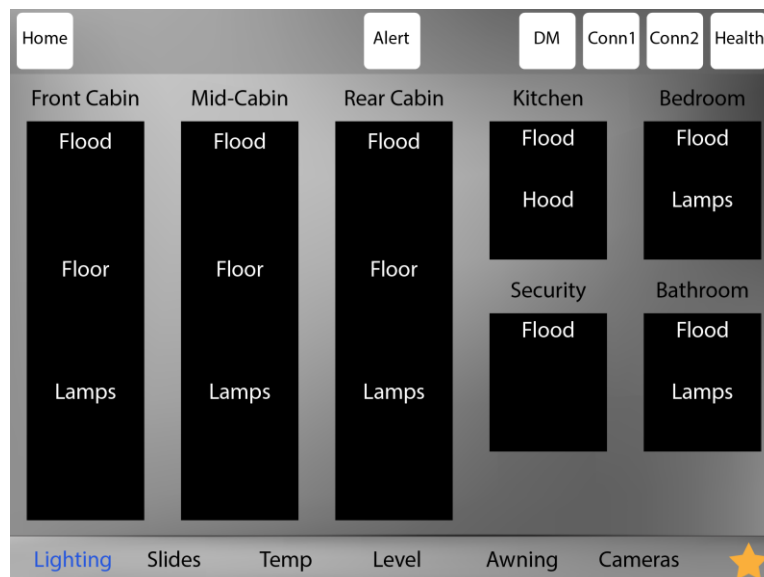 Home Alert DM Conn1 Conn2 Health
Front Cabin Mid-Cabin Rear Cabin Kitchen Bedroom
Flood Flood Flood Flood Flood
Hood Lamps
Floor Floor Floor
Security Bathroom
Flood Flood
Lamps Lamps Lamps Lamps
Lighting Slides Temp Level Awning Cameras